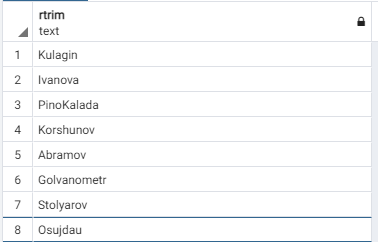 rtrim
text
1 Kulagin
2 Ivanova
3 PinoKalada
4 Korshunov
5 Abramov
6 Golvanometr
7 Stolyarov
8 Osujdau